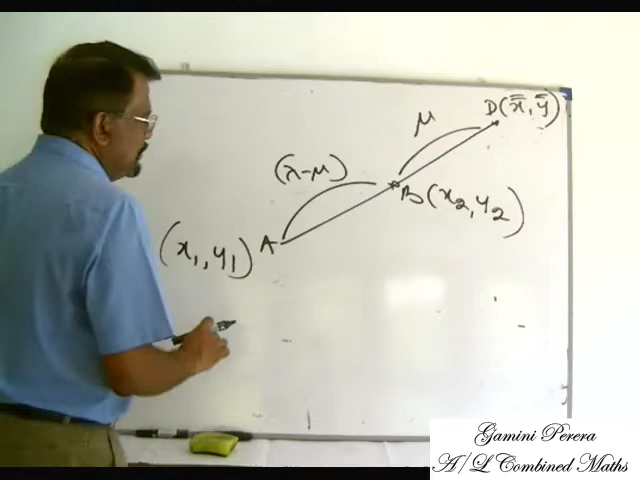 D(x̿, y̿)
μ
(λ-μ)
B(x₂, y₂)
(x₁, y₁) A
Gamini Perera
A/L Combined Maths